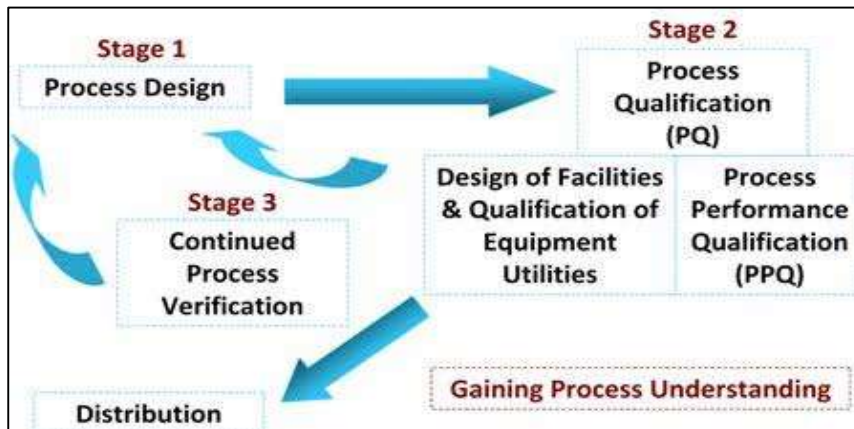 Stage 1
Process Design
Stage 2
Process
Qualification
(PQ)
Design of Facilities
& Qualification of
Equipment
Utilities
Process
Performance
Qualification
(PPQ)
Stage 3
Continued
Process
Verification
Gaining Process Understanding
Distribution